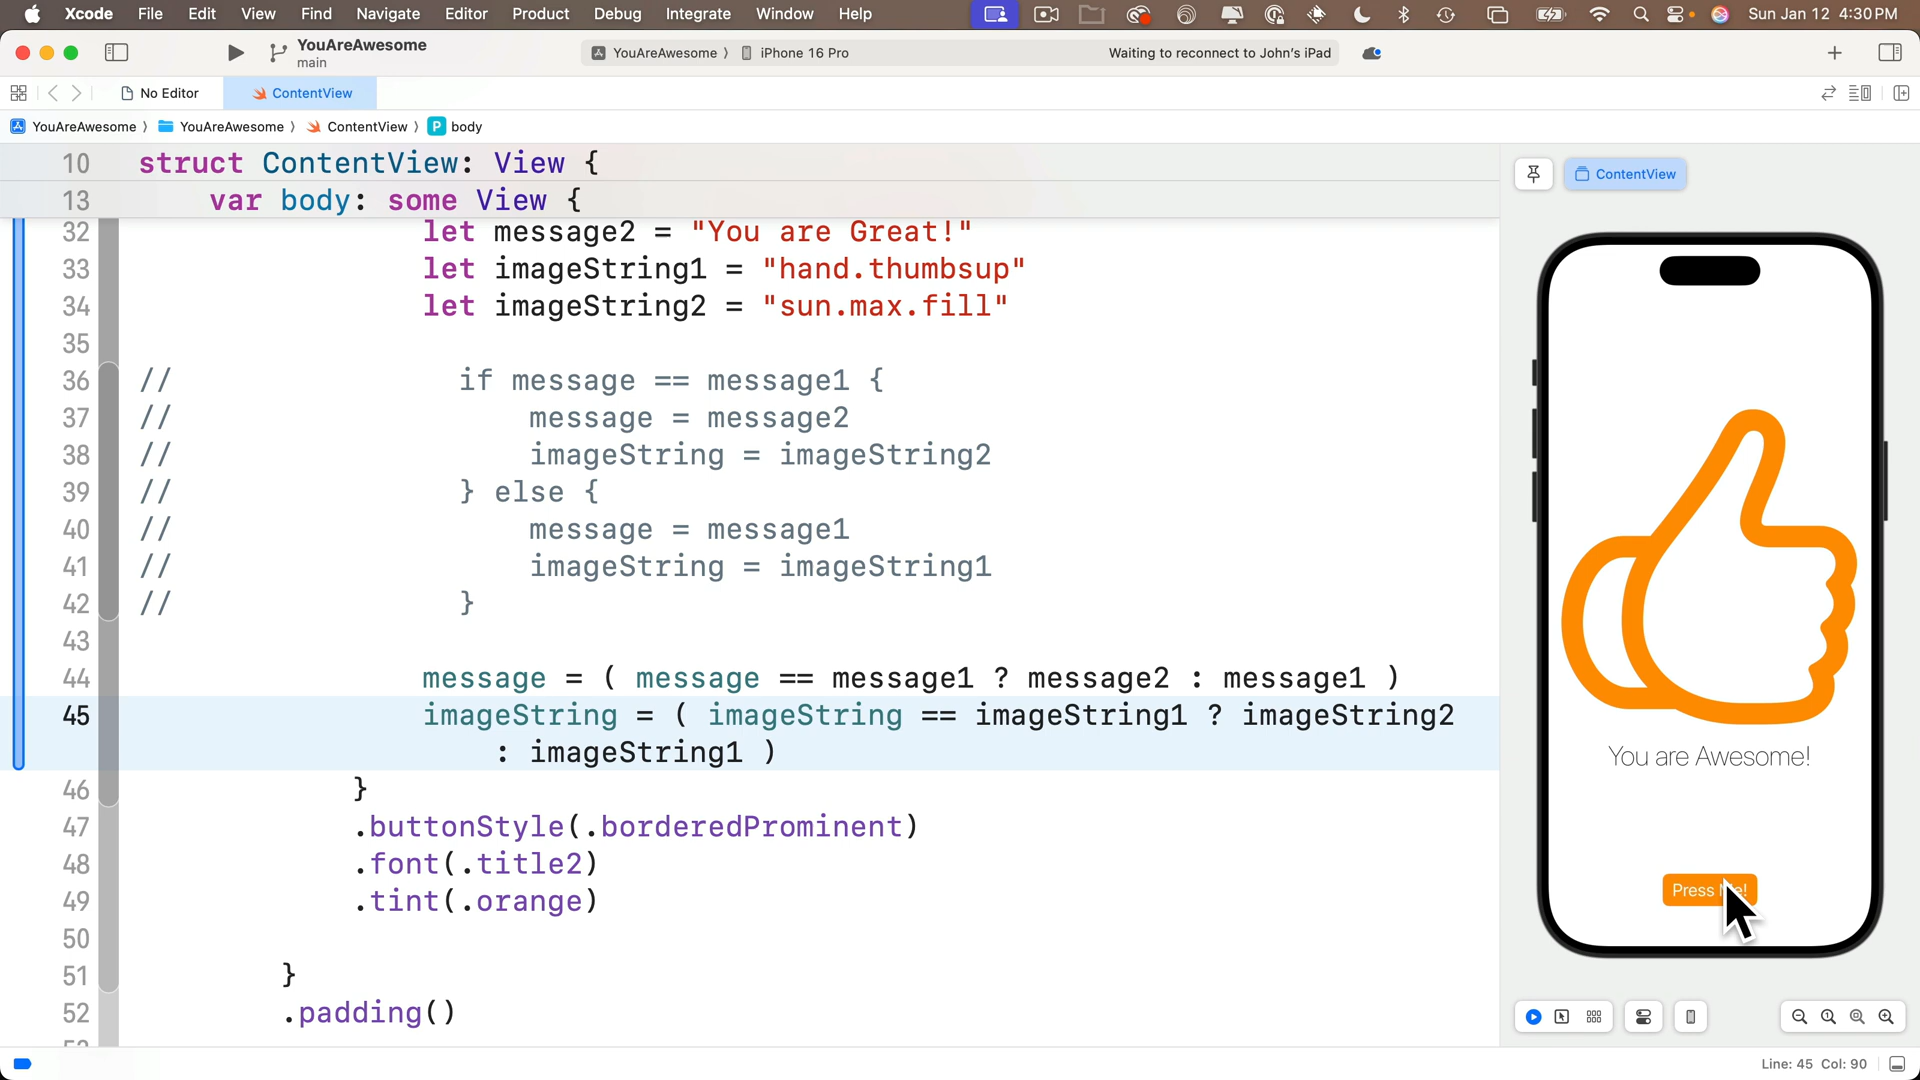 Xcode File Edit View Find Navigate Editor Product Debug Integrate Window Help Sun Jan 12 4:30 PM
YouAreAwesome
main
YouAreAwesome 〉 iPhone 16 Pro Waiting to reconnect to John's iPad
No Editor ContentView
YouAreAwesome 〉 YouAreAwesome 〉 ContentView 〉 P body
10 struct ContentView: View {
13 var body: some View {
32 let message2 = "You are Great!"
33 let imageString1 = "hand.thumbsup"
34 let imageString2 = "sun.max.fill"
35
36 // if message == message1 {
37 // message = message2
38 // imageString = imageString2
39 // } else {
40 // message = message1
41 // imageString = imageString1
42 // }
43
44 message = ( message == message1 ? message2 : message1 )
45 imageString = ( imageString == imageString1 ? imageString2
: imageString1 )
46 }
47 .buttonStyle(.borderedProminent)
48 .font(.title2)
49 .tint(.orange)
50
51 }
52 .padding()
ContentView
You are Awesome!
Press Me!
Line: 45 Col: 90